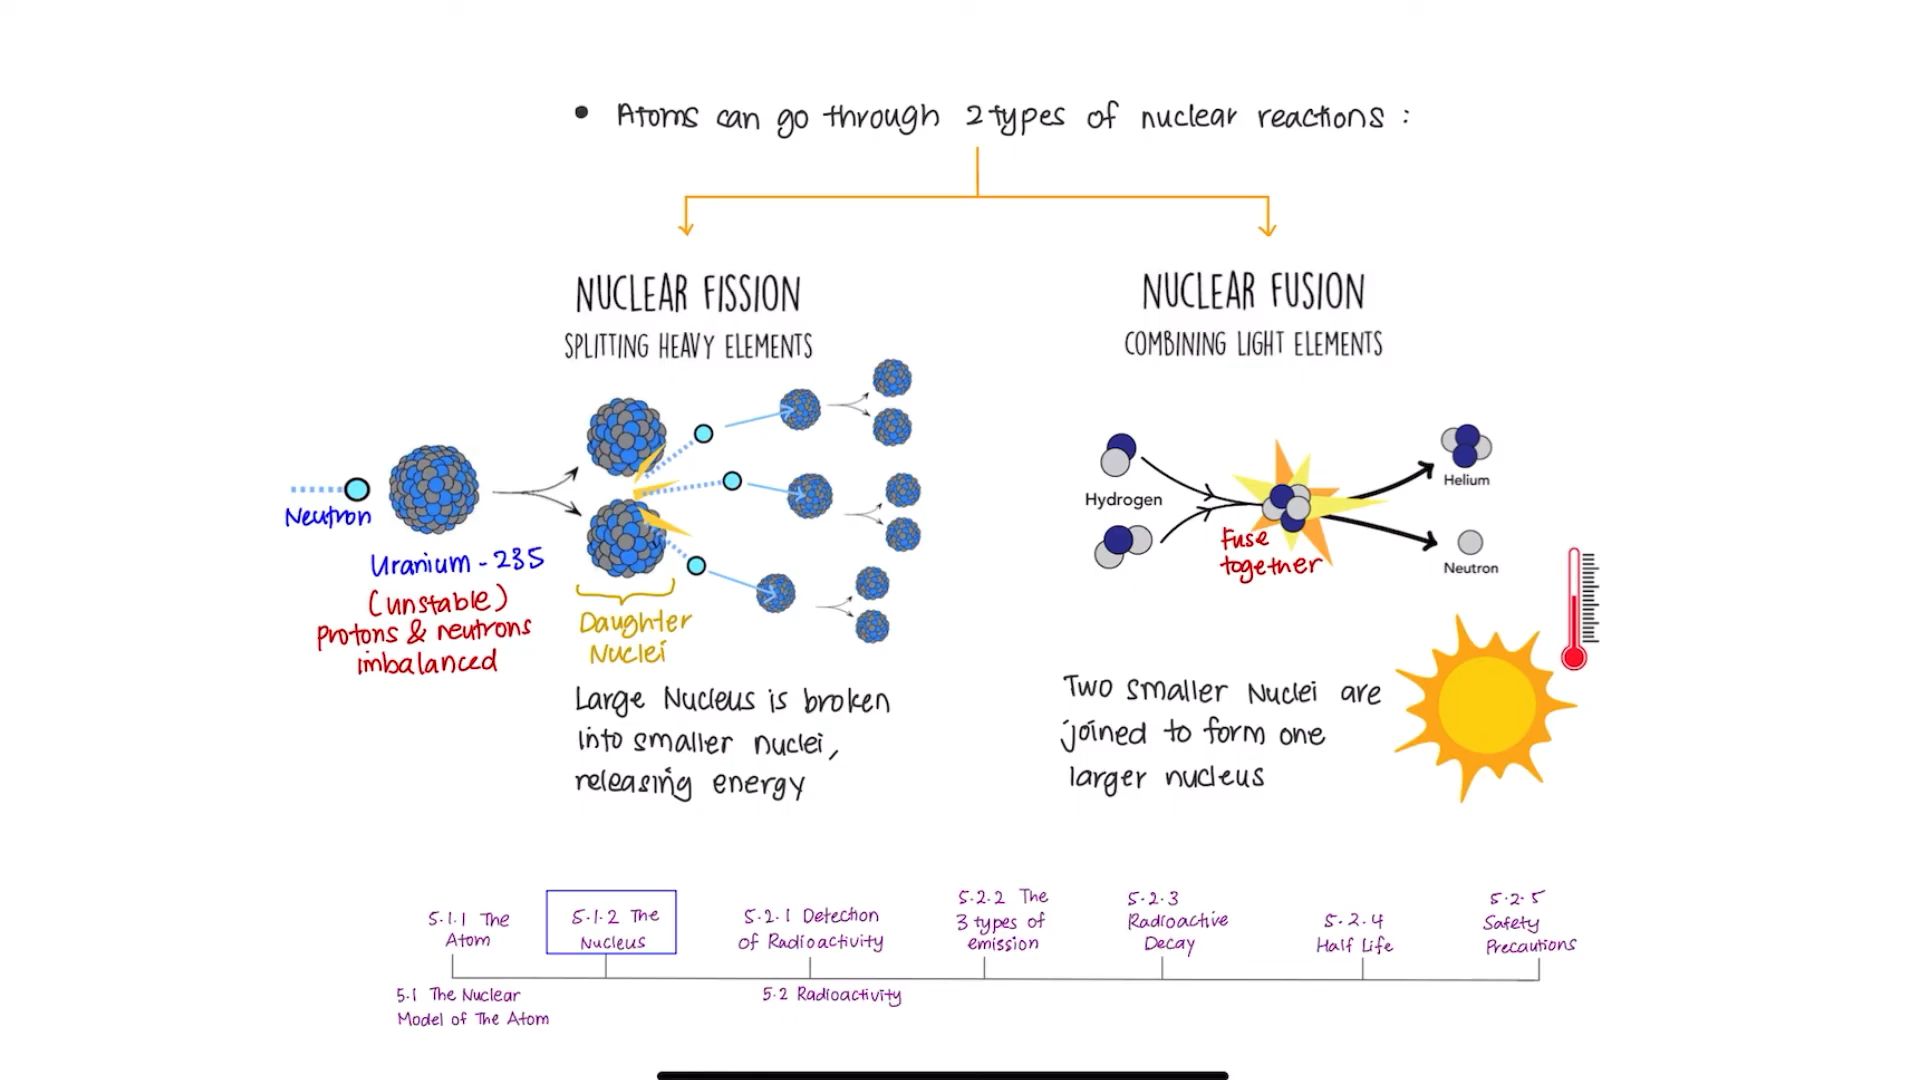 • Atoms can go through 2 types of nuclear reactions :
NUCLEAR FISSION
SPLITTING HEAVY ELEMENTS
Neutron
Uranium - 235
(unstable)
Protons & neutrons
imbalanced
Daughter
Nuclei
Large Nucleus is broken
into smaller nuclei,
releasing energy
NUCLEAR FUSION
COMBINING LIGHT ELEMENTS
Hydrogen
Fuse
together
Helium
Neutron
Two smaller Nuclei are
joined to form one
larger nucleus
5.1.1 The
Atom
5.1.2 The
Nucleus
5.2.1 Detection
of Radioactivity
5.2.2 The
3 types of
emission
5.2.3
Radioactive
Decay
5.2.4
Half Life
5.2.5
Safety
Precautions
5.1 The Nuclear
Model of The Atom
5.2 Radioactivity